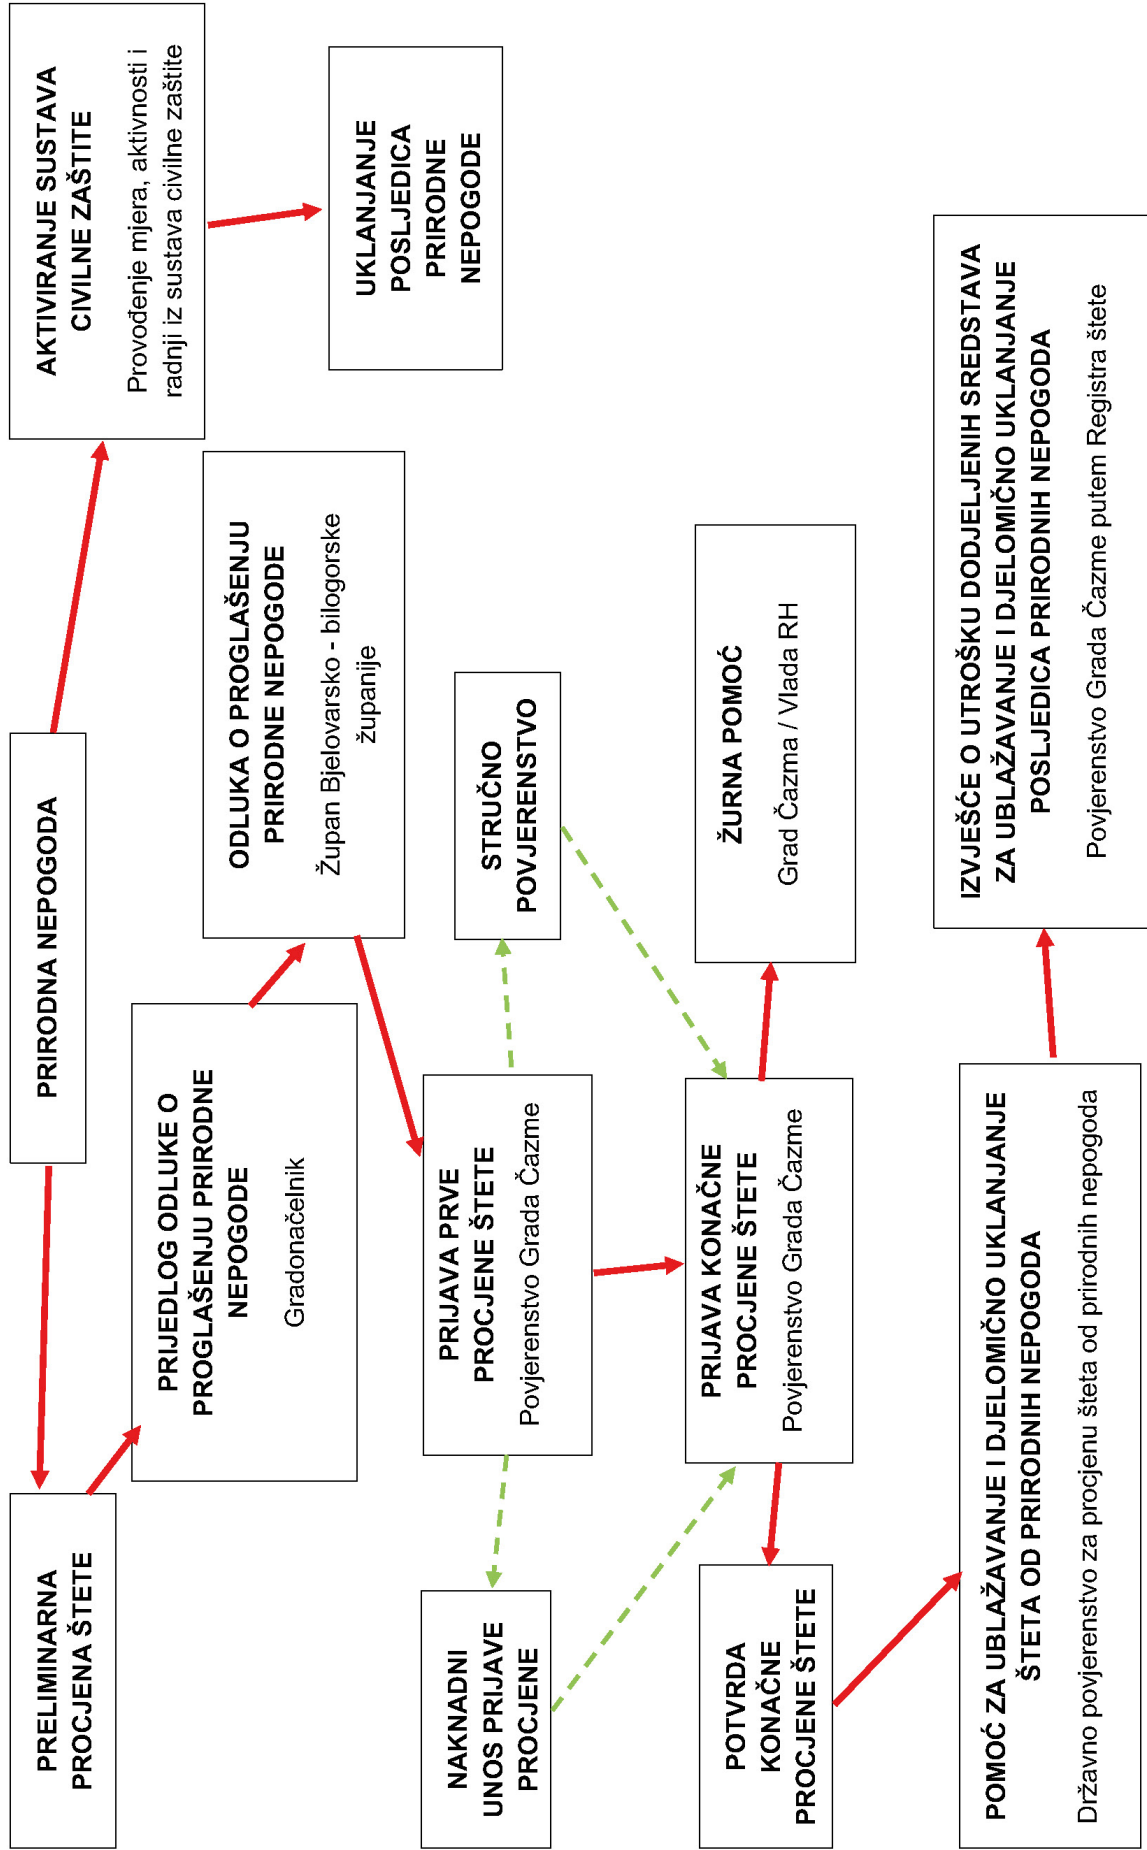 PRIRODNA NEPOGODA
PRELIMINARNA
PROCJENA ŠTETE
AKTIVIRANJE SUSTAVA
CIVILNE ZAŠTITE
Provođenje mjera, aktivnosti i
radnji iz sustava civilne zaštite
PRIJEDLOG ODLUKE O
PROGLAŠENJU PRIRODNE
NEPOGODE
Gradonačelnik
ODLUKA O PROGLAŠENJU
PRIRODNE NEPOGODE
Župan Bjelovarsko - bilogorske
županije
UKLANJANJE
POSLJEDICA
PRIRODNE
NEPOGODE
NAKNADNI
UNOS PRIJAVE
PROCJENE
PRIJAVA PRVE
PROCJENE ŠTETE
Povjerenstvo Grada Čazme
STRUČNO
POVJERENSTVO
POTVRDA
KONAČNE
PROCJENE ŠTETE
PRIJAVA KONAČNE
PROCJENE ŠTETE
Povjerenstvo Grada Čazme
ŽURNA POMOĆ
Grad Čazma / Vlada RH
POMOĆ ZA UBLAŽAVANJE I DJELOMIČNO UKLANJANJE
ŠTETA OD PRIRODNIH NEPOGODA
Državno povjerenstvo za procjenu šteta od prirodnih nepogoda
IZVJEŠĆE O UTROŠKU DODJELJENIH SREDSTAVA
ZA UBLAŽAVANJE I DJELOMIČNO UKLANJANJE
POSLJEDICA PRIRODNIH NEPOGODA
Povjerenstvo Grada Čazme putem Registra štete